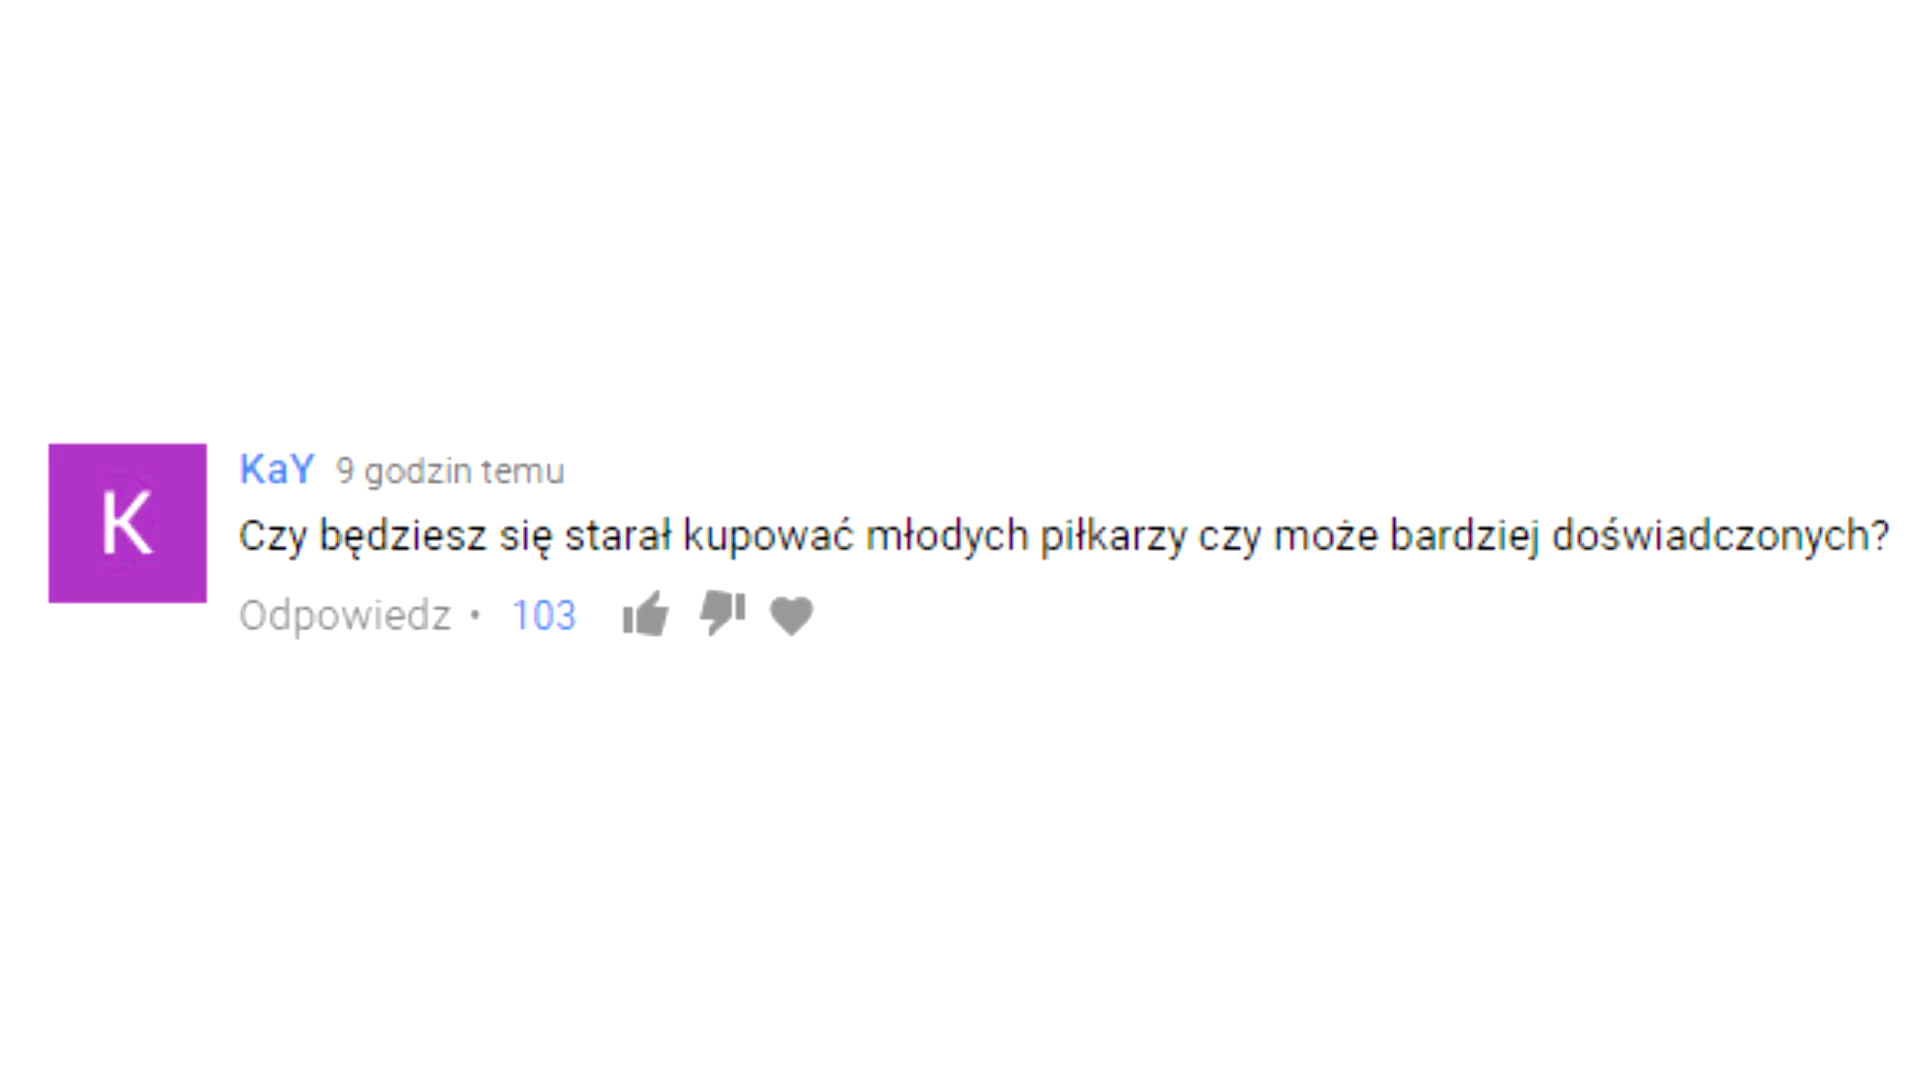 K
KaY 9 godzin temu
Czy będziesz się starał kupować młodych piłkarzy czy może bardziej doświadczonych?
Odpowiedz • 103